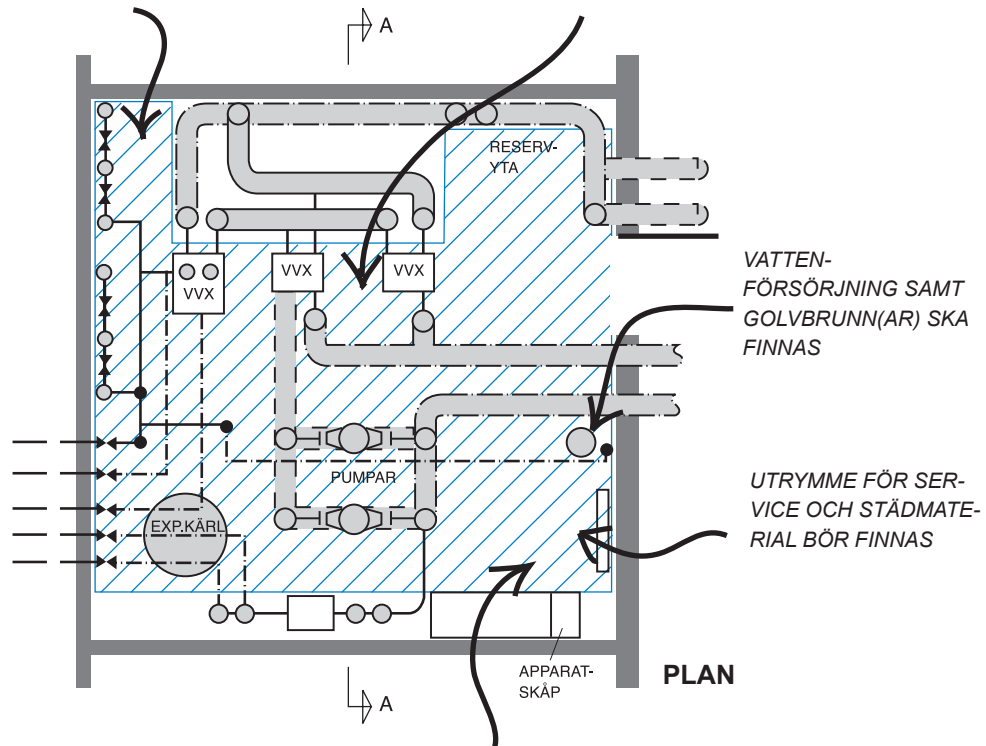 A
RESERV-
YTA
VVX
VVX
VVX
VATTEN-
FÖRSÖRJNING SAMT
GOLVBRUNN(AR) SKA
FINNAS
PUMPAR
UTRYMME FÖR SER-
VICE OCH STÄDMATE-
RIAL BÖR FINNAS
EXP.KÄRL
APPARAT-
SKÅP
PLAN
A